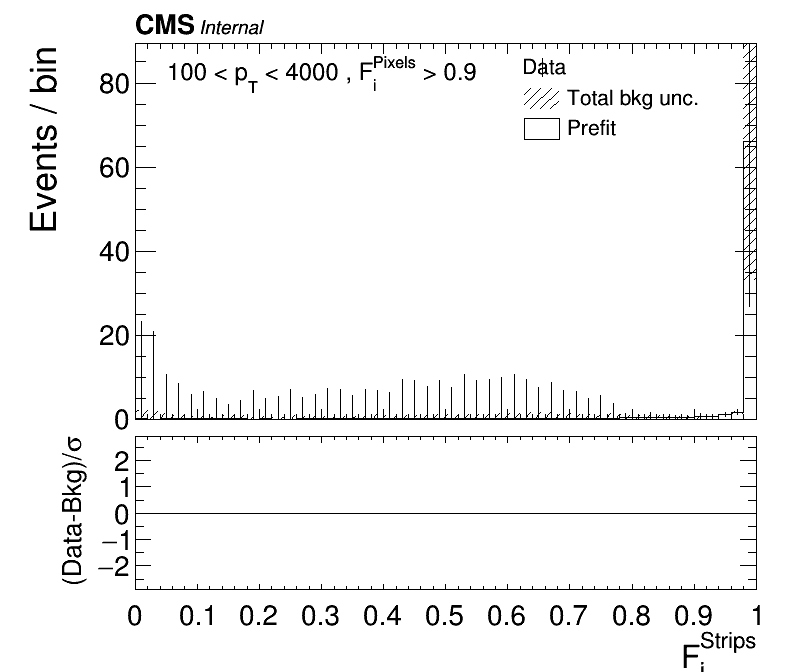 CMS Internal
100 < p_T < 4000 , F_i^Pixels > 0.9
Data
Total bkg unc.
Prefit
Events / bin
80
60
40
20
0
(Data-Bkg)/σ
2
1
0
−1
−2
0 0.1 0.2 0.3 0.4 0.5 0.6 0.7 0.8 0.9 1
F_i^Strips